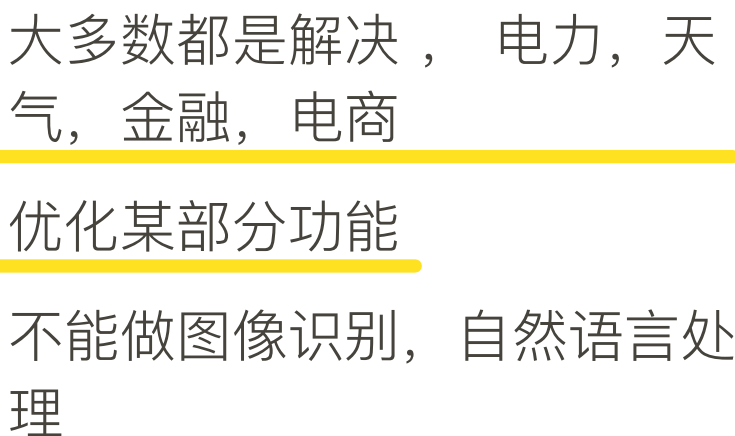 大多数都是解决 ， 电力，天
气，金融，电商
优化某部分功能
不能做图像识别，自然语言处
理